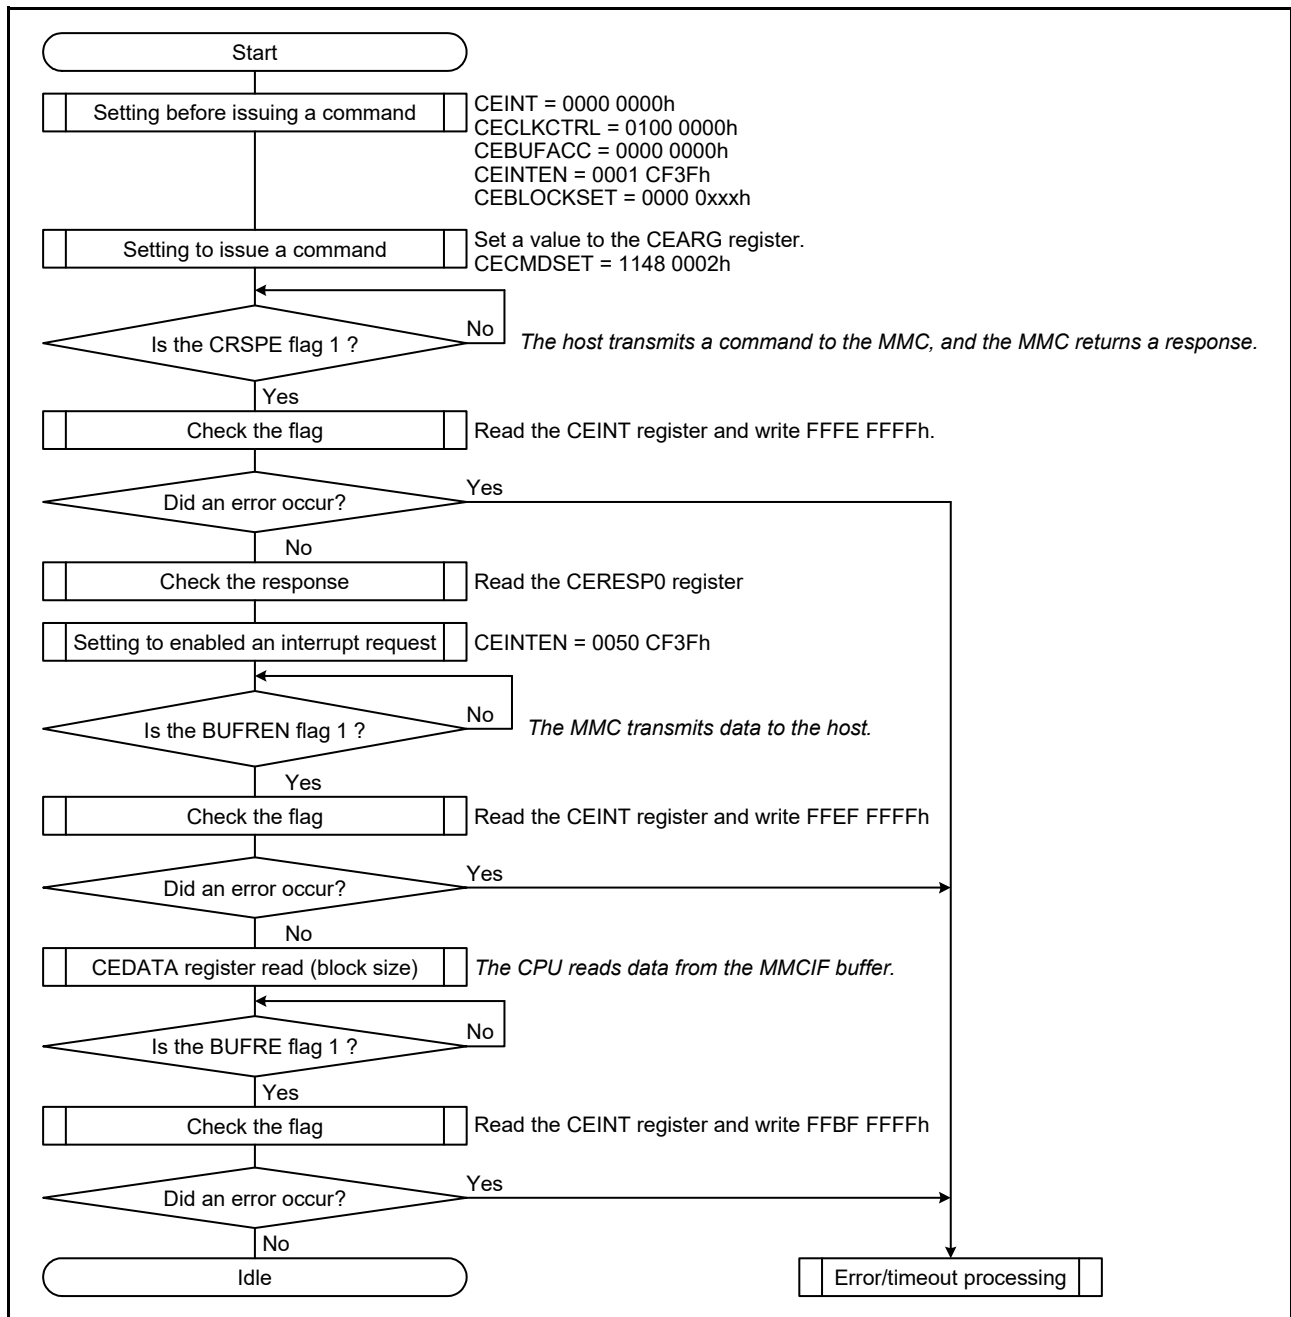 Start
Setting before issuing a command
CEINT = 0000 0000h
CECLKCTRL = 0100 0000h
CEBUFACC = 0000 0000h
CEINTEN = 0001 CF3Fh
CEBLOCKSET = 0000 0xxxh
Setting to issue a command
Set a value to the CEARG register.
CECMDSET = 1148 0002h
Is the CRSPE flag 1 ?
No
The host transmits a command to the MMC, and the MMC returns a response.
Yes
Check the flag
Read the CEINT register and write FFFE FFFFh.
Did an error occur?
Yes
No
Check the response
Read the CERESP0 register
Setting to enabled an interrupt request
CEINTEN = 0050 CF3Fh
Is the BUFREN flag 1 ?
No
The MMC transmits data to the host.
Yes
Check the flag
Read the CEINT register and write FFEF FFFFh
Did an error occur?
Yes
No
CEDATA register read (block size)
The CPU reads data from the MMCIF buffer.
Is the BUFRE flag 1 ?
No
Yes
Check the flag
Read the CEINT register and write FFBF FFFFh
Did an error occur?
Yes
No
Idle
Error/timeout processing